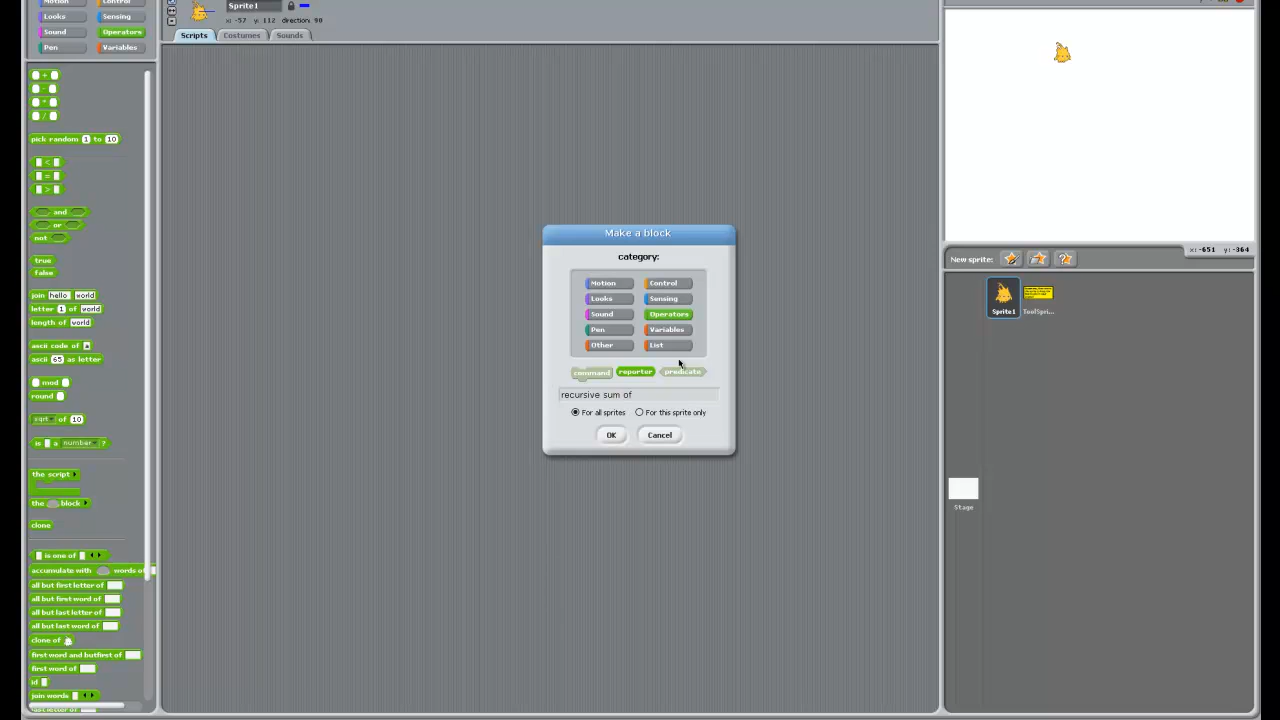 Motion Control
Looks Sensing
Sound Operators
Pen Variables
Sprite1
x: -57 y: 112 direction: 90
Scripts Costumes Sounds
+
-
*
/
pick random 1 to 10
<
=
>
and
or
not
true
false
join hello world
letter 1 of world
length of world
ascii code of a
ascii 65 as letter
mod
round
sqrt of 10
is a number ?
the script
the block
clone
is one of
accumulate with words of
all but first letter of
all but first word of
all but last letter of
all but last word of
clone of
first word and butfirst of
first word of
id
join words
last letter of
Make a block
category:
Motion Control
Looks Sensing
Sound Operators
Pen Variables
Other List
command reporter predicate
recursive sum of
For all sprites For this sprite only
OK Cancel
x: -651 y: -364
New sprite:
Sprite1
ToolSpri...
Stage